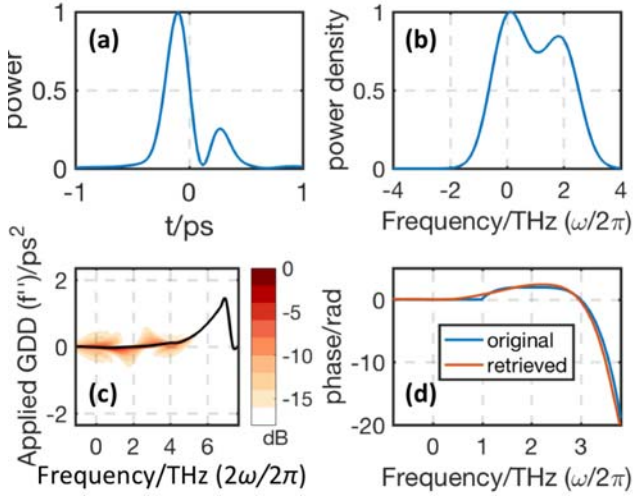 (a)
power
1
0.5
0
-1
0
1
t/ps
(b)
power density
1
0.5
0
-4
-2
0
2
4
Frequency/THz (ω/2π)
(c)
Applied GDD (f'')/ps²
2
0
-2
0
2
4
6
Frequency/THz (2ω/2π)
0
-5
-10
-15
dB
(d)
phase/rad
0
-10
-20
original
retrieved
0
1
2
3
Frequency/THz (ω/2π)